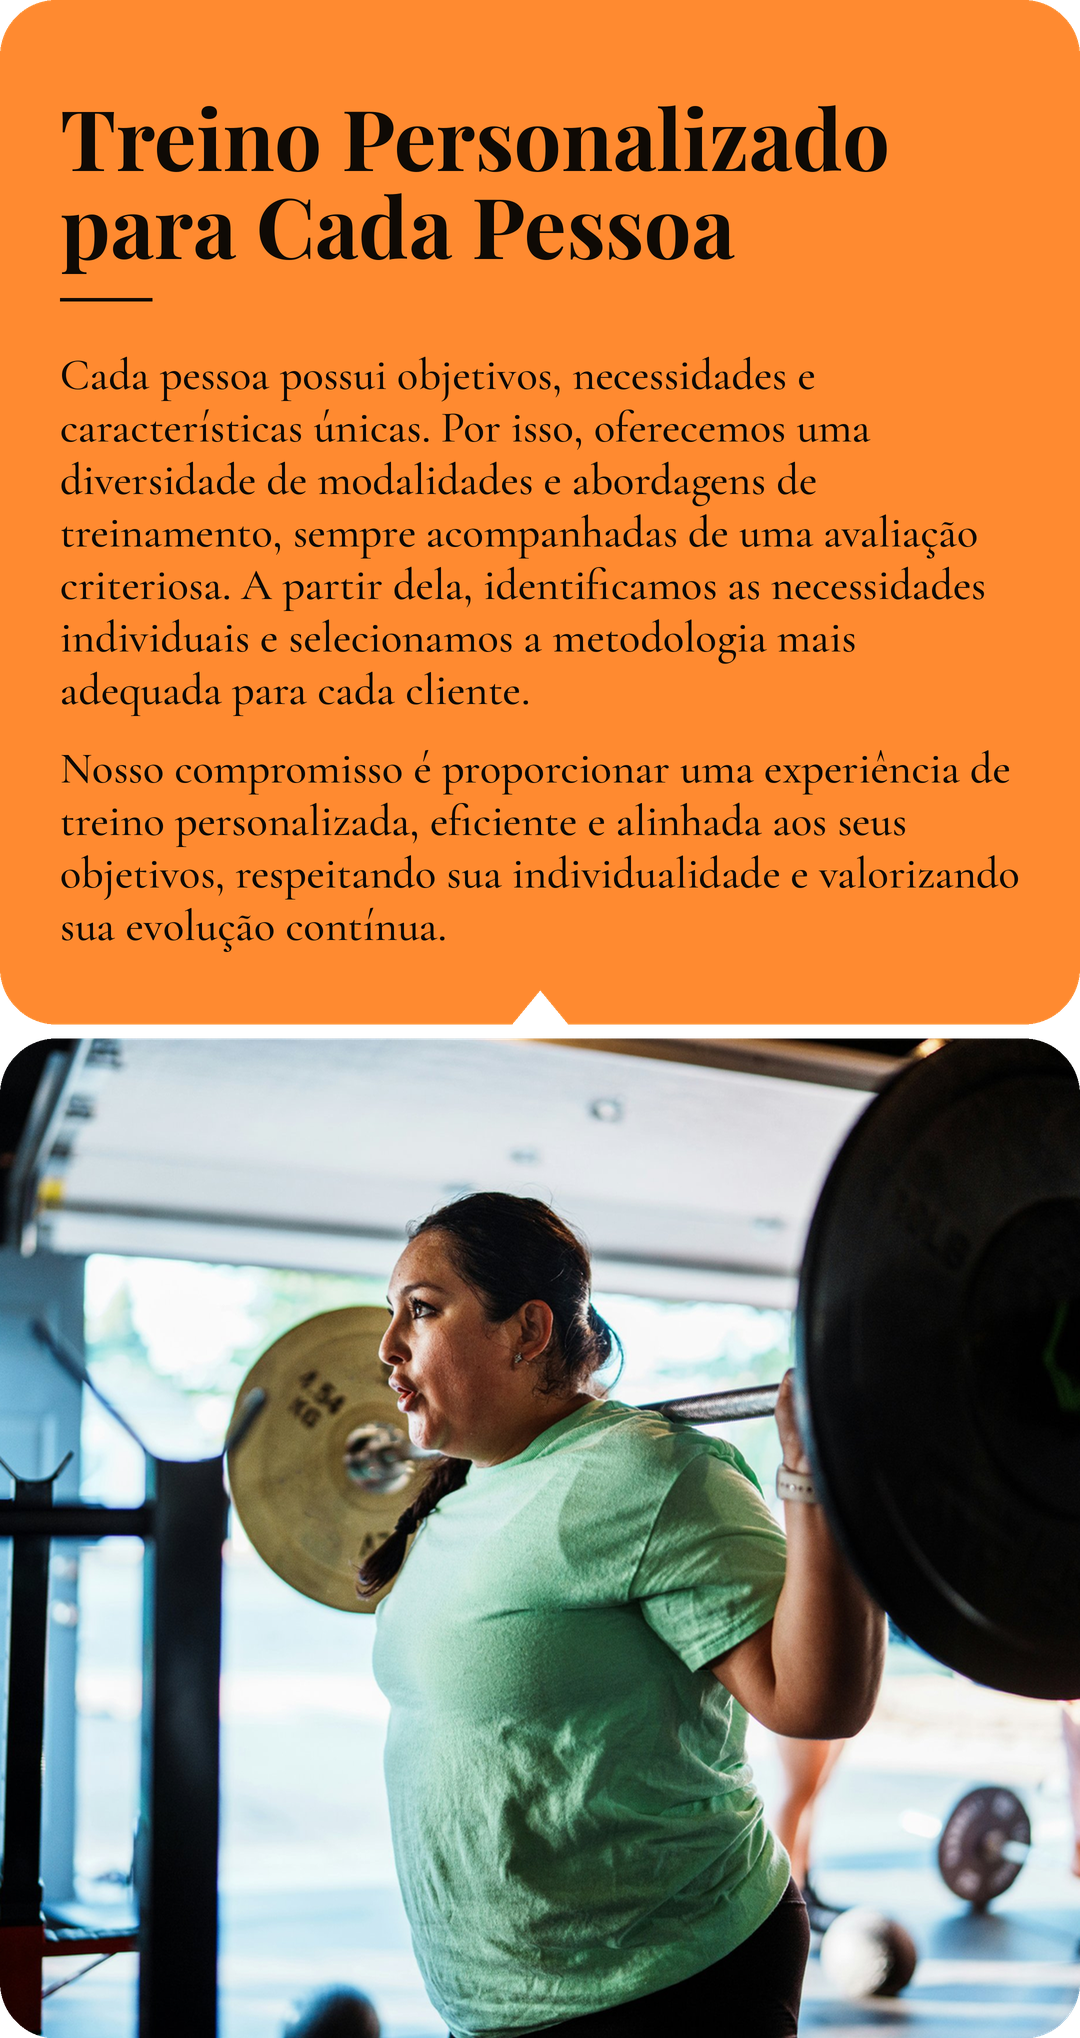 Treino Personalizado
para Cada Pessoa
Cada pessoa possui objetivos, necessidades e
características únicas. Por isso, oferecemos uma
diversidade de modalidades e abordagens de
treinamento, sempre acompanhadas de uma avaliação
criteriosa. A partir dela, identificamos as necessidades
individuais e selecionamos a metodologia mais
adequada para cada cliente.
Nosso compromisso é proporcionar uma experiência de
treino personalizada, eficiente e alinhada aos seus
objetivos, respeitando sua individualidade e valorizando
sua evolução contínua.
4.54
KG